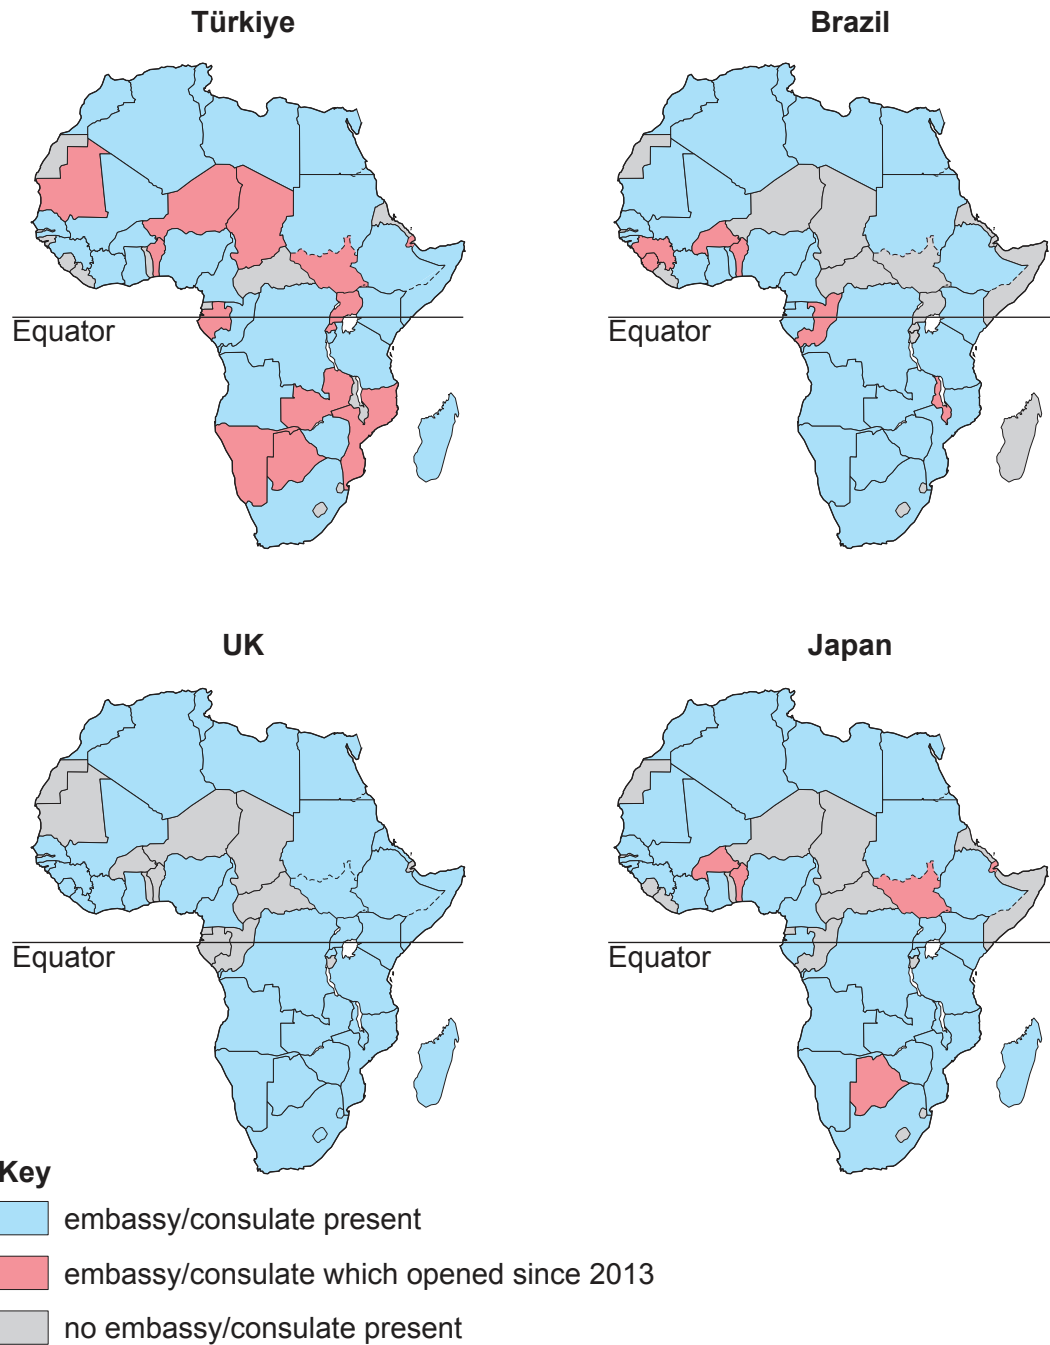 Türkiye
Brazil
Equator
Equator
UK
Japan
Equator
Equator
Key
embassy/consulate present
embassy/consulate which opened since 2013
no embassy/consulate present